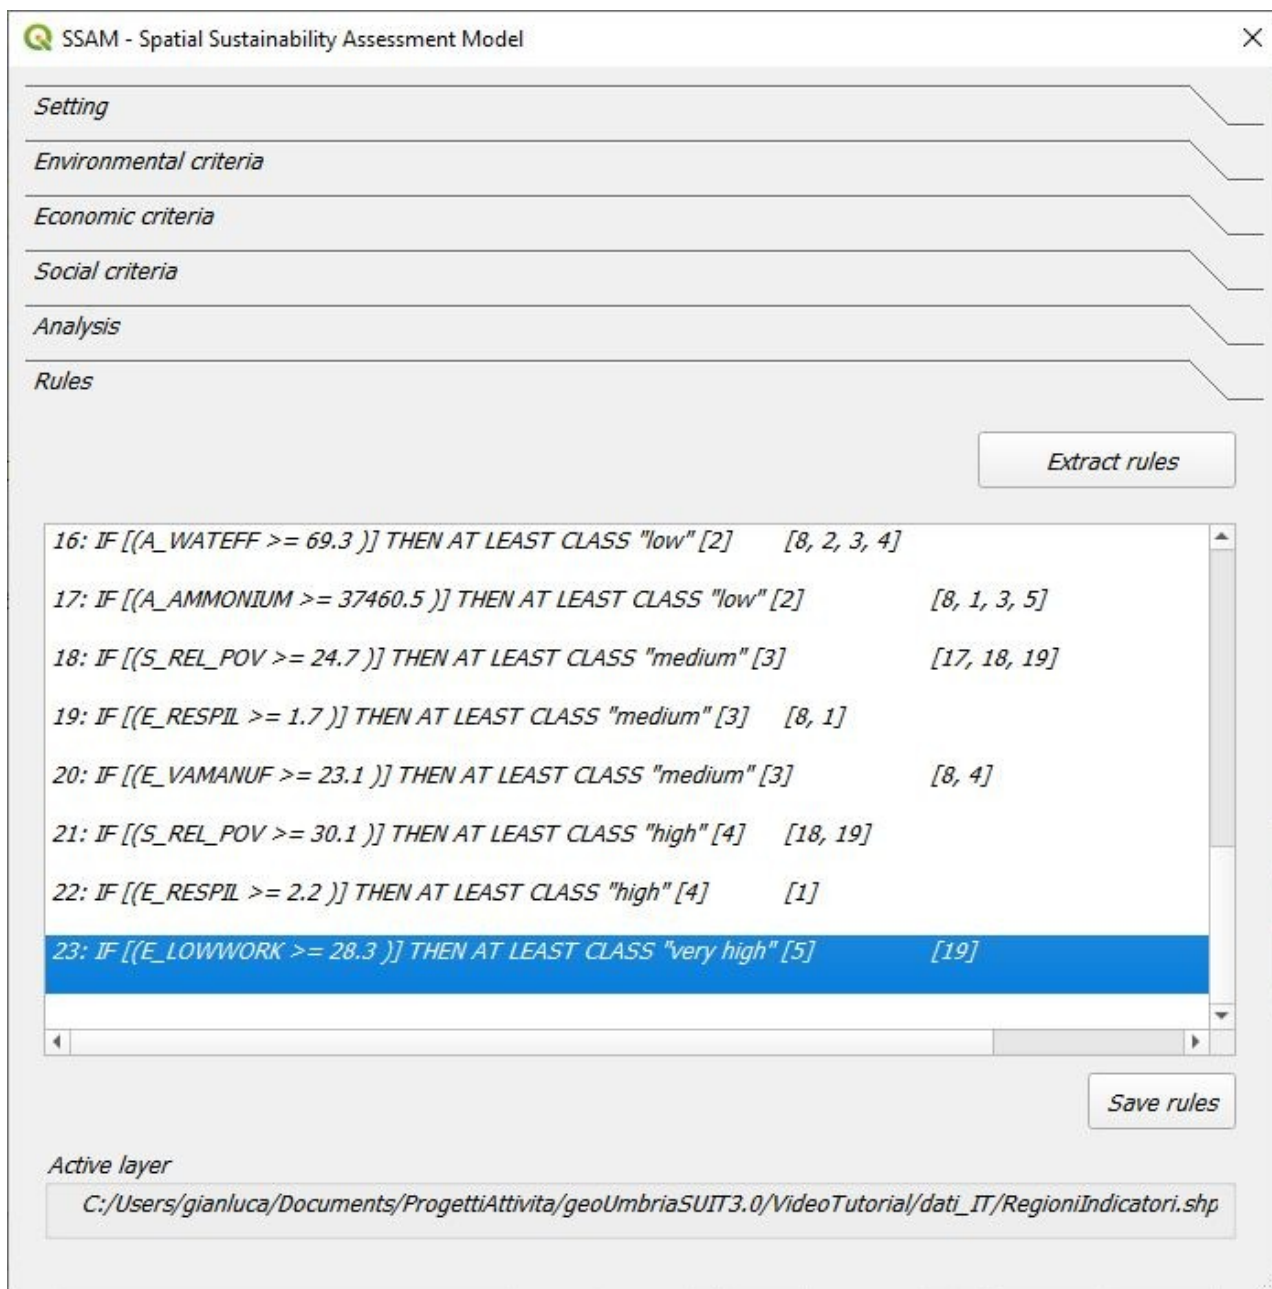 SSAM - Spatial Sustainability Assessment Model
Setting
Environmental criteria
Economic criteria
Social criteria
Analysis
Rules
Extract rules
16: IF [(A_WATEFF >= 69.3 )] THEN AT LEAST CLASS "low" [2] [8, 2, 3, 4]
17: IF [(A_AMMONIUM >= 37460.5 )] THEN AT LEAST CLASS "low" [2] [8, 1, 3, 5]
18: IF [(S_REL_POV >= 24.7 )] THEN AT LEAST CLASS "medium" [3] [17, 18, 19]
19: IF [(E_RESPIL >= 1.7 )] THEN AT LEAST CLASS "medium" [3] [8, 1]
20: IF [(E_VAMANUF >= 23.1 )] THEN AT LEAST CLASS "medium" [3] [8, 4]
21: IF [(S_REL_POV >= 30.1 )] THEN AT LEAST CLASS "high" [4] [18, 19]
22: IF [(E_RESPIL >= 2.2 )] THEN AT LEAST CLASS "high" [4] [1]
23: IF [(E_LOWWORK >= 28.3 )] THEN AT LEAST CLASS "very high" [5] [19]
Save rules
Active layer
C:/Users/gianluca/Documents/ProgettiAttivita/geoUmbriaSUIT3.0/VideoTutorial/dati_IT/RegioniIndicatori.shp